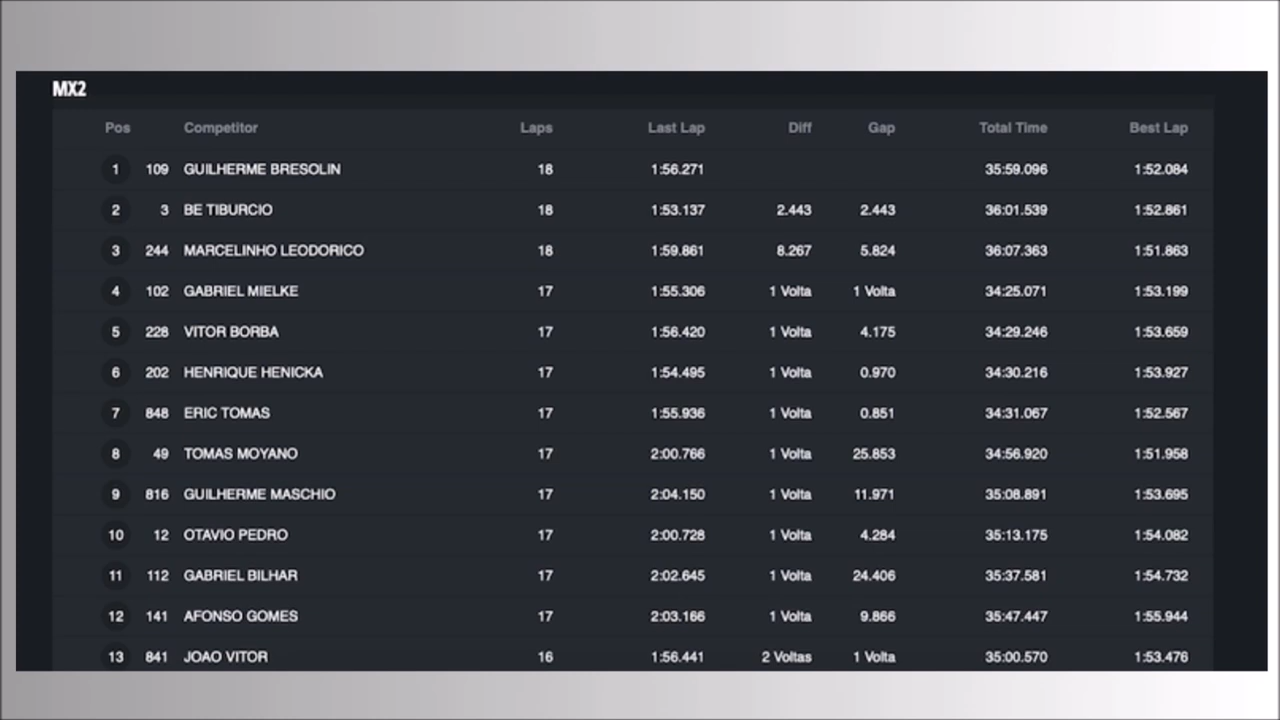 MX2
Pos Competitor Laps Last Lap Diff Gap Total Time Best Lap
1 109 GUILHERME BRESOLIN 18 1:56.271 35:59.096 1:52.084
2 3 BE TIBURCIO 18 1:53.137 2.443 2.443 36:01.539 1:52.861
3 244 MARCELINHO LEODORICO 18 1:59.861 8.267 5.824 36:07.363 1:51.863
4 102 GABRIEL MIELKE 17 1:55.306 1 Volta 1 Volta 34:25.071 1:53.199
5 228 VITOR BORBA 17 1:56.420 1 Volta 4.175 34:29.246 1:53.659
6 202 HENRIQUE HENICKA 17 1:54.495 1 Volta 0.970 34:30.216 1:53.927
7 848 ERIC TOMAS 17 1:55.936 1 Volta 0.851 34:31.067 1:52.567
8 49 TOMAS MOYANO 17 2:00.766 1 Volta 25.853 34:56.920 1:51.958
9 816 GUILHERME MASCHIO 17 2:04.150 1 Volta 11.971 35:08.891 1:53.695
10 12 OTAVIO PEDRO 17 2:00.728 1 Volta 4.284 35:13.175 1:54.082
11 112 GABRIEL BILHAR 17 2:02.645 1 Volta 24.406 35:37.581 1:54.732
12 141 AFONSO GOMES 17 2:03.166 1 Volta 9.866 35:47.447 1:55.944
13 841 JOAO VITOR 16 1:56.441 2 Voltas 1 Volta 35:00.570 1:53.476